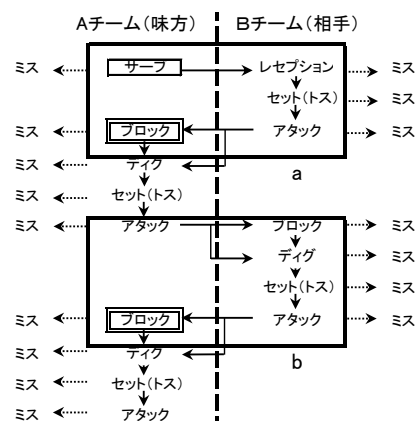 Aチーム（味方） Bチーム（相手）
ミス サーブ レセプション ミス
セット（トス） ミス
ミス ブロック アタック ミス
ミス ディク a
ミス セット（トス）
ミス アタック ブロック ミス
ディグ ミス
セット（トス） ミス
ミス ブロック アタック ミス
ミス ディク b
ミス セット（トス）
ミス アタック